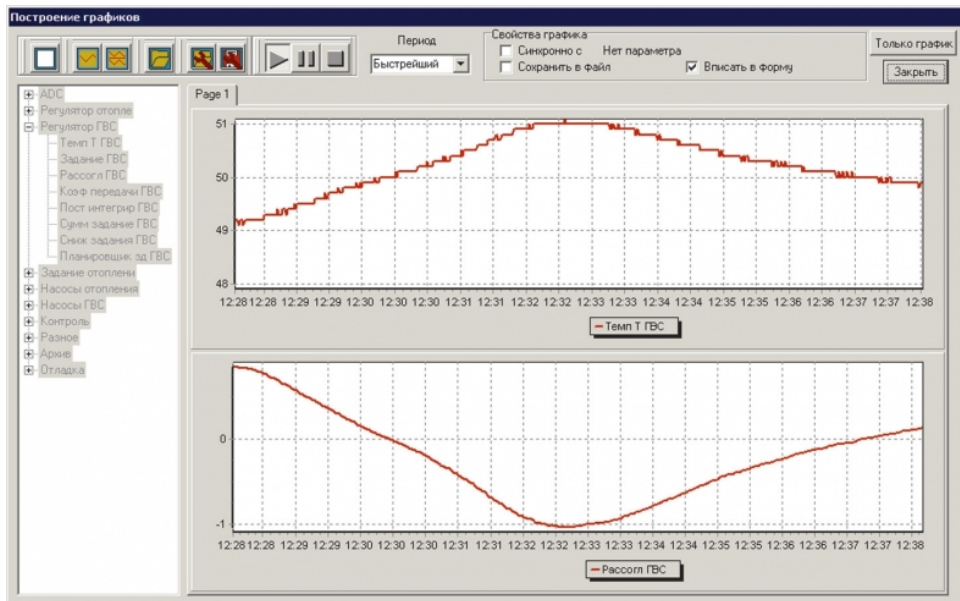 Построение графиков
Период
Быстрейший
Свойства графика
Синхронно с Нет параметра
Сохранить в файл Вписать в форму
Только график
Закрыть
ADC
Регулятор отопле
Регулятор ГВС
Темп Т ГВС
Задание ГВС
Рассогл ГВС
Коэф передачи ГВС
Пост интегрир ГВС
Сумм задание ГВС
Сниж задания ГВС
Планировщик зд ГВС
Задание отоплени
Насосы отопления
Насосы ГВС
Контроль
Разное
Архив
Отладка
Page 1
51
50
49
48
12:28 12:28 12:29 12:29 12:30 12:30 12:30 12:31 12:31 12:32 12:32 12:33 12:33 12:34 12:34 12:35 12:35 12:36 12:36 12:37 12:37 12:38
Темп Т ГВС
0
-1
12:28 12:28 12:29 12:29 12:30 12:30 12:31 12:31 12:32 12:32 12:33 12:33 12:34 12:34 12:35 12:35 12:36 12:36 12:37 12:37 12:38
Рассогл ГВС